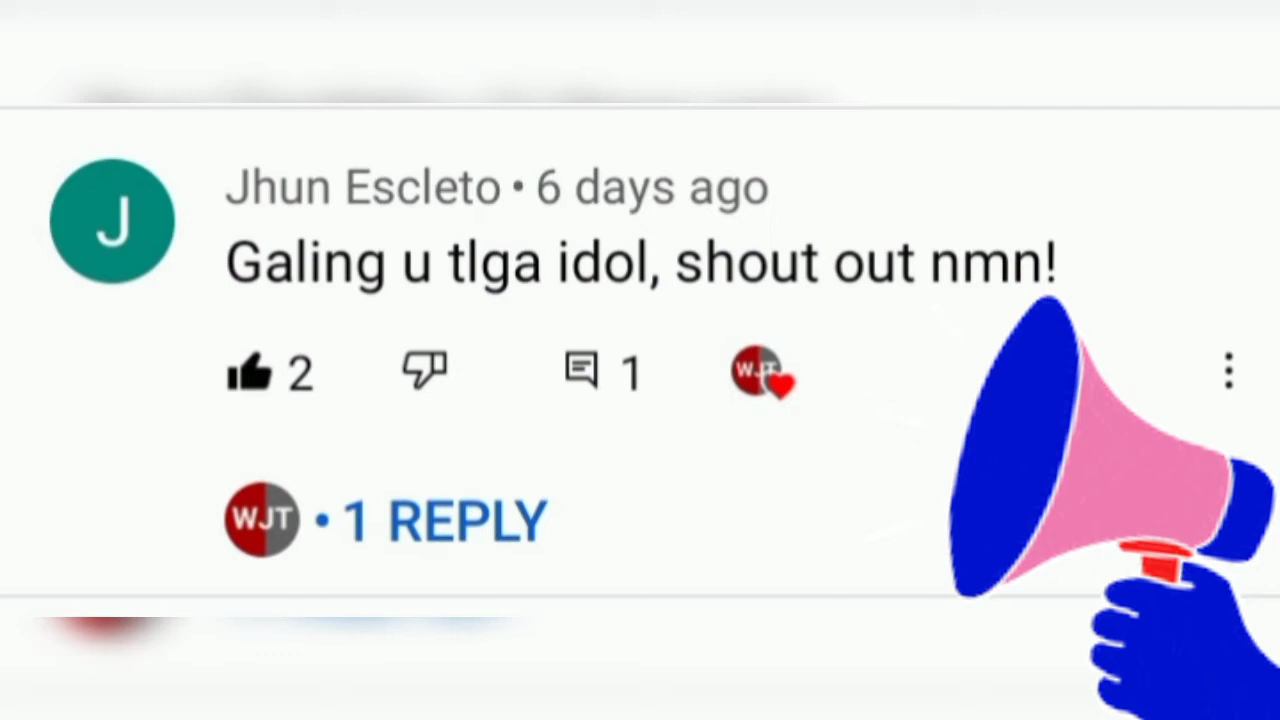 J
Jhun Escleto • 6 days ago
Galing u tlga idol, shout out nmn!
2
1
WJT
WJT • 1 REPLY